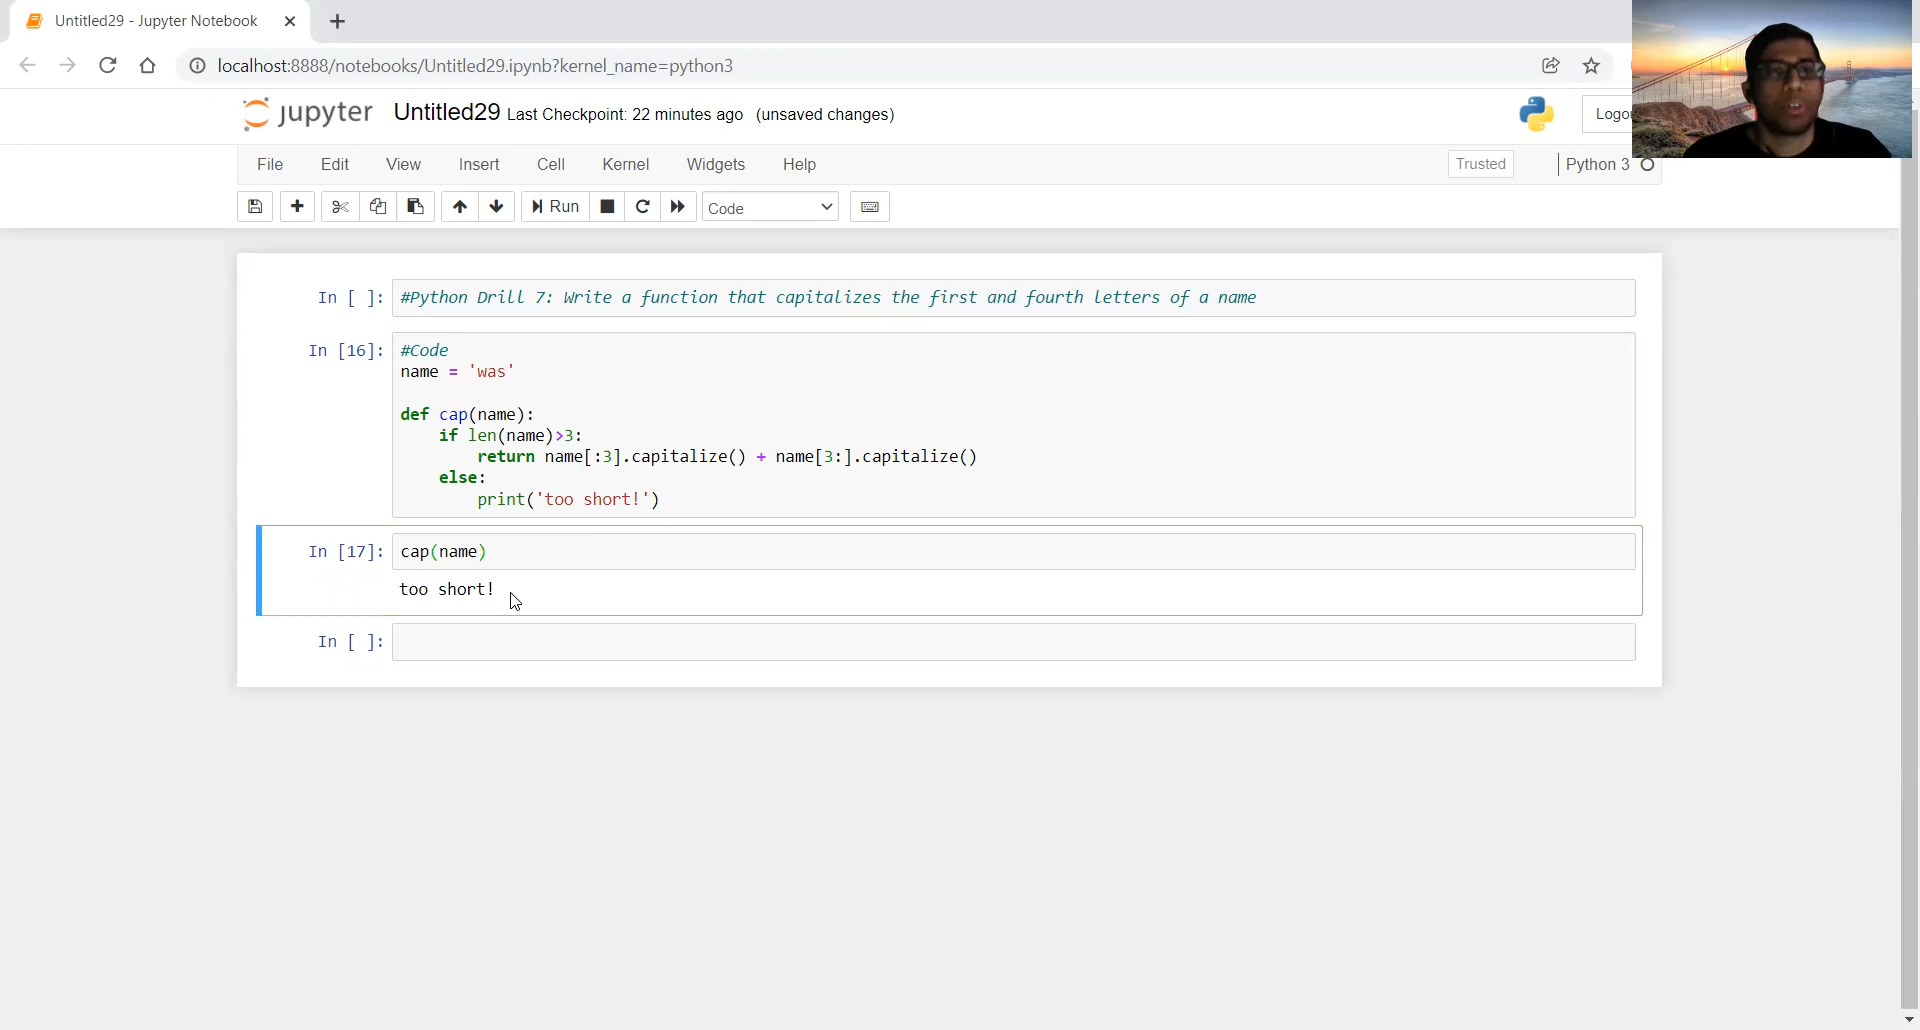 Untitled29 - Jupyter Notebook
localhost:8888/notebooks/Untitled29.ipynb?kernel_name=python3
jupyter Untitled29 Last Checkpoint: 22 minutes ago (unsaved changes)
Logou
File Edit View Insert Cell Kernel Widgets Help Trusted Python 3
Run Code
In [ ]: #Python Drill 7: Write a function that capitalizes the first and fourth letters of a name
In [16]: #Code
name = 'was'
def cap(name):
    if len(name)>3:
        return name[:3].capitalize() + name[3:].capitalize()
    else:
        print('too short!')
In [17]: cap(name)
too short!
In [ ]: